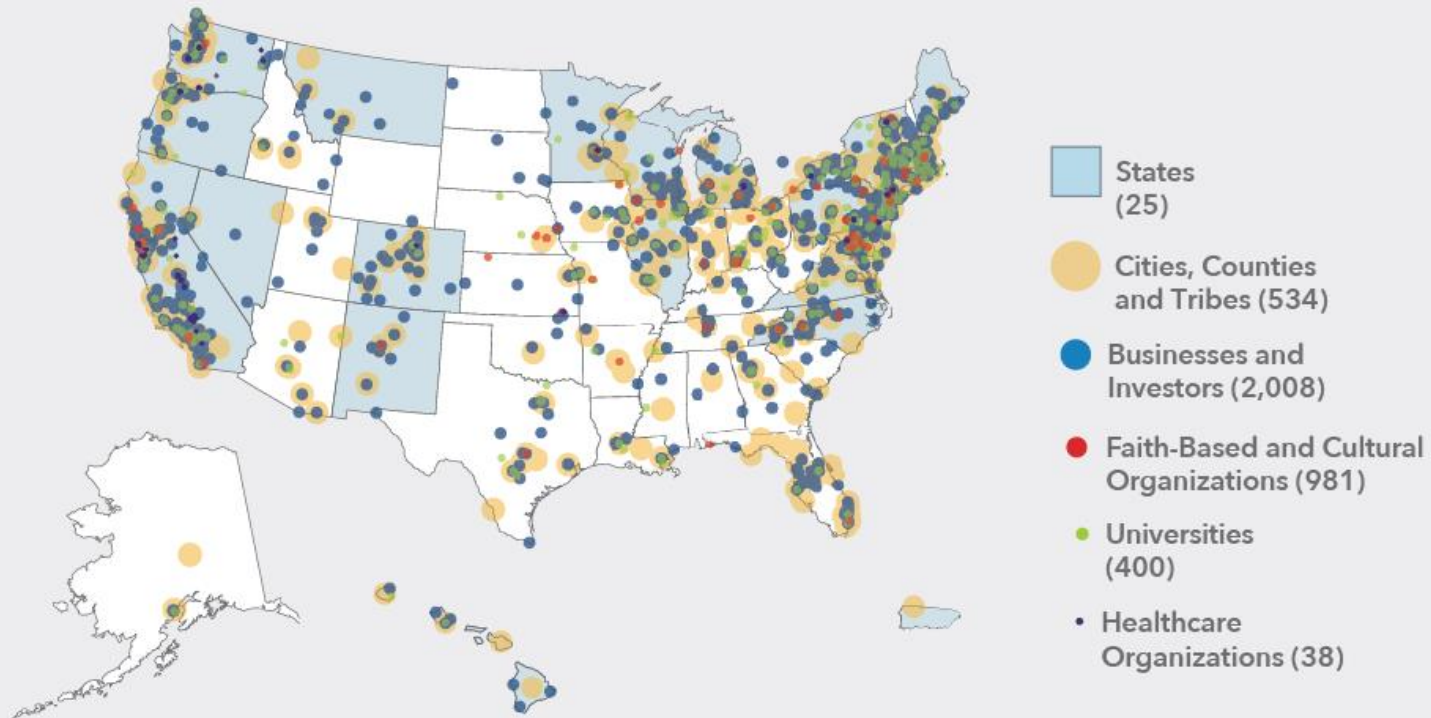 States
(25)
Cities, Counties
and Tribes (534)
Businesses and
Investors (2,008)
Faith-Based and Cultural
Organizations (981)
Universities
(400)
Healthcare
Organizations (38)